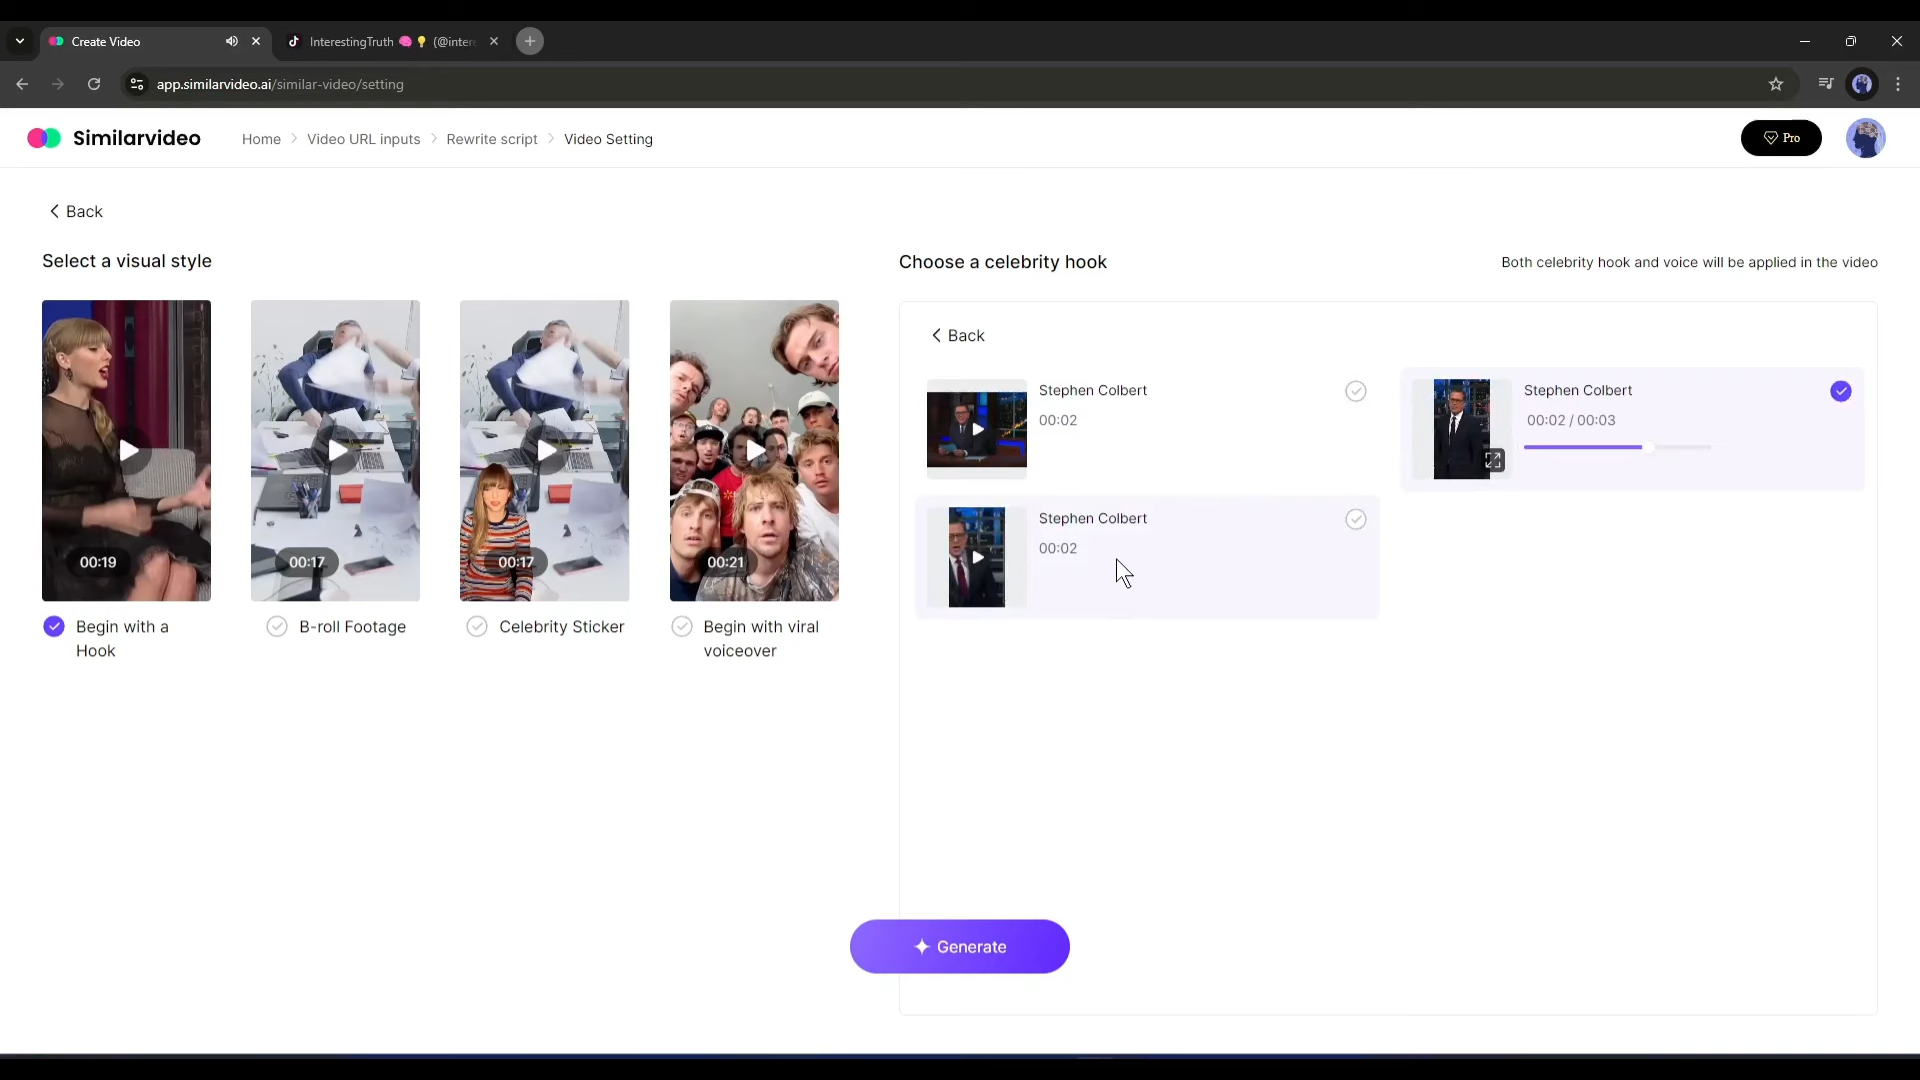 Create Video
InterestingTruth 🧠💡 (@inter
app.similarvideo.ai/similar-video/setting
Similarvideo
Home > Video URL inputs > Rewrite script > Video Setting
Pro
Back
Select a visual style
00:19
00:17
00:17
00:21
Begin with a
Hook
B-roll Footage
Celebrity Sticker
Begin with viral
voiceover
Choose a celebrity hook
Both celebrity hook and voice will be applied in the video
Back
Stephen Colbert
00:02
Stephen Colbert
00:02 / 00:03
Stephen Colbert
00:02
Generate